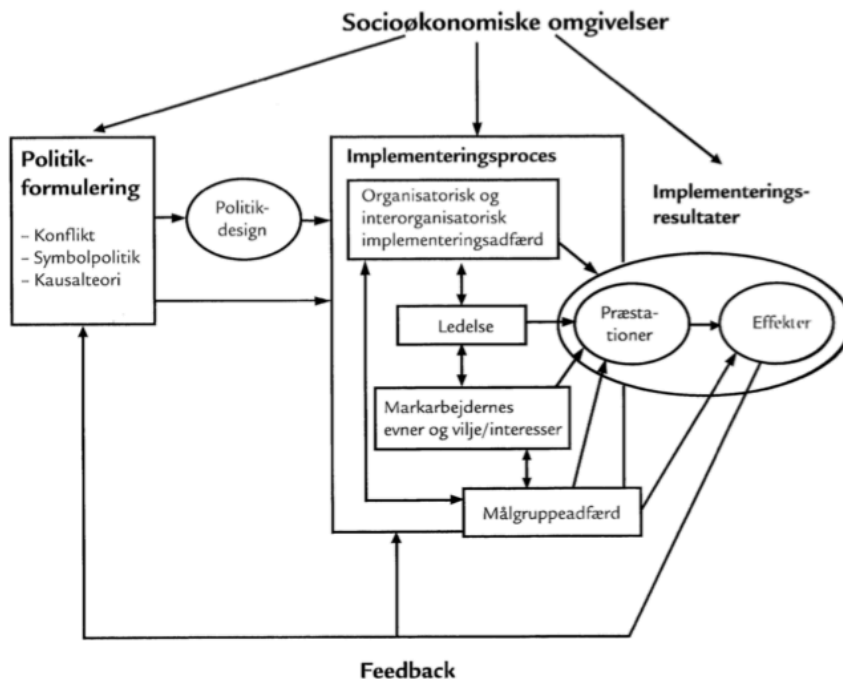 Socioøkonomiske omgivelser
Politik-
formulering
– Konflikt
– Symbolpolitik
– Kausalteori
Politik-
design
Implementeringsproces
Organisatorisk og
interorganisatorisk
implementeringsadfærd
Ledelse
Markarbejdernes
evner og vilje/interesser
Målgruppeadfærd
Implementerings-
resultater
Præsta-
tioner
Effekter
Feedback